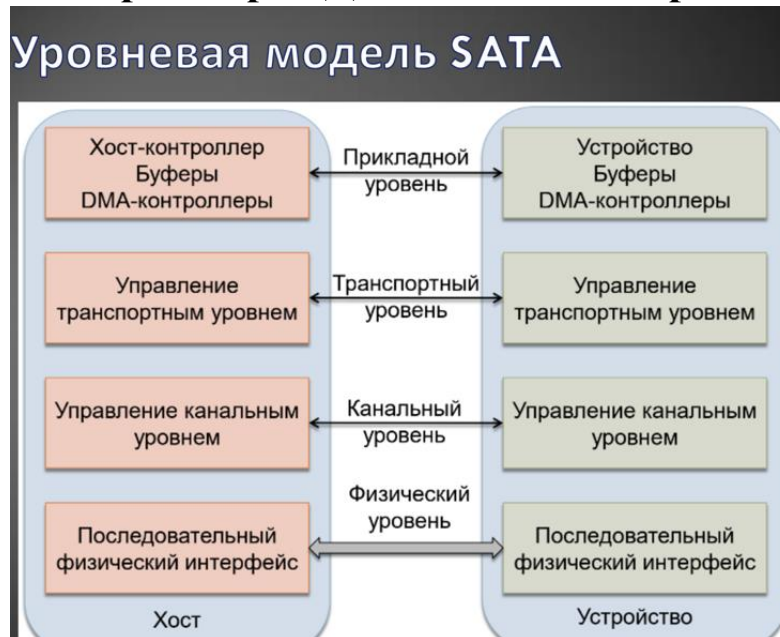 Уровневая модель SATA
Хост-контроллер
Буферы
DMA-контроллеры
Прикладной
уровень
Устройство
Буферы
DMA-контроллеры
Управление
транспортным уровнем
Транспортный
уровень
Управление
транспортным уровнем
Управление канальным
уровнем
Канальный
уровень
Управление канальным
уровнем
Последовательный
физический интерфейс
Физический
уровень
Последовательный
физический интерфейс
Хост
Устройство